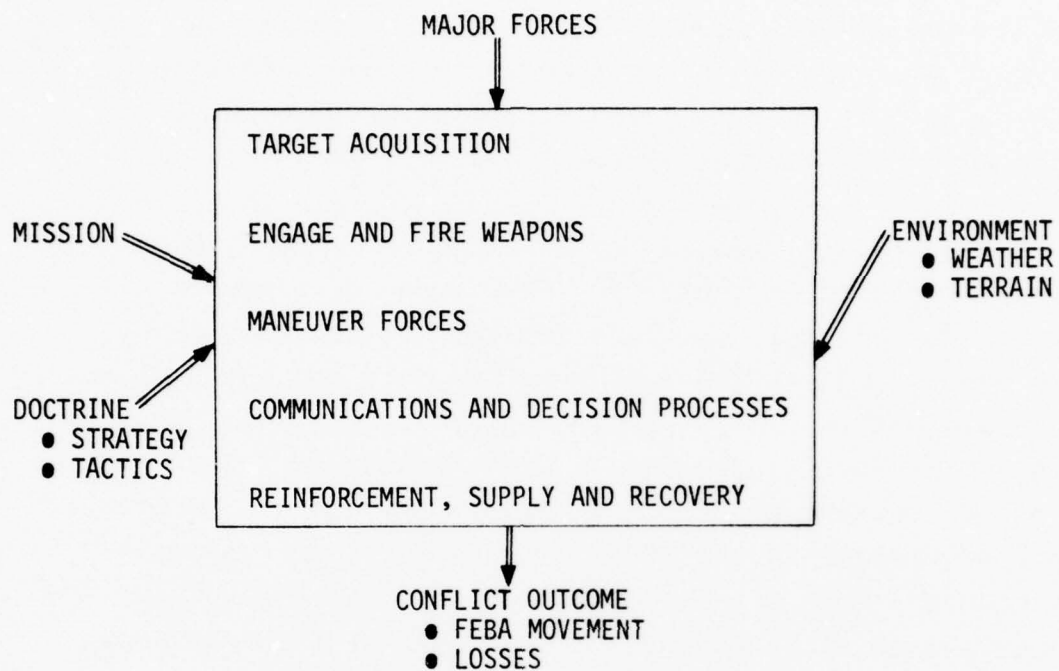 MAJOR FORCES
TARGET ACQUISITION
MISSION
ENGAGE AND FIRE WEAPONS
ENVIRONMENT
● WEATHER
● TERRAIN
MANEUVER FORCES
DOCTRINE
● STRATEGY
● TACTICS
COMMUNICATIONS AND DECISION PROCESSES
REINFORCEMENT, SUPPLY AND RECOVERY
CONFLICT OUTCOME
● FEBA MOVEMENT
● LOSSES